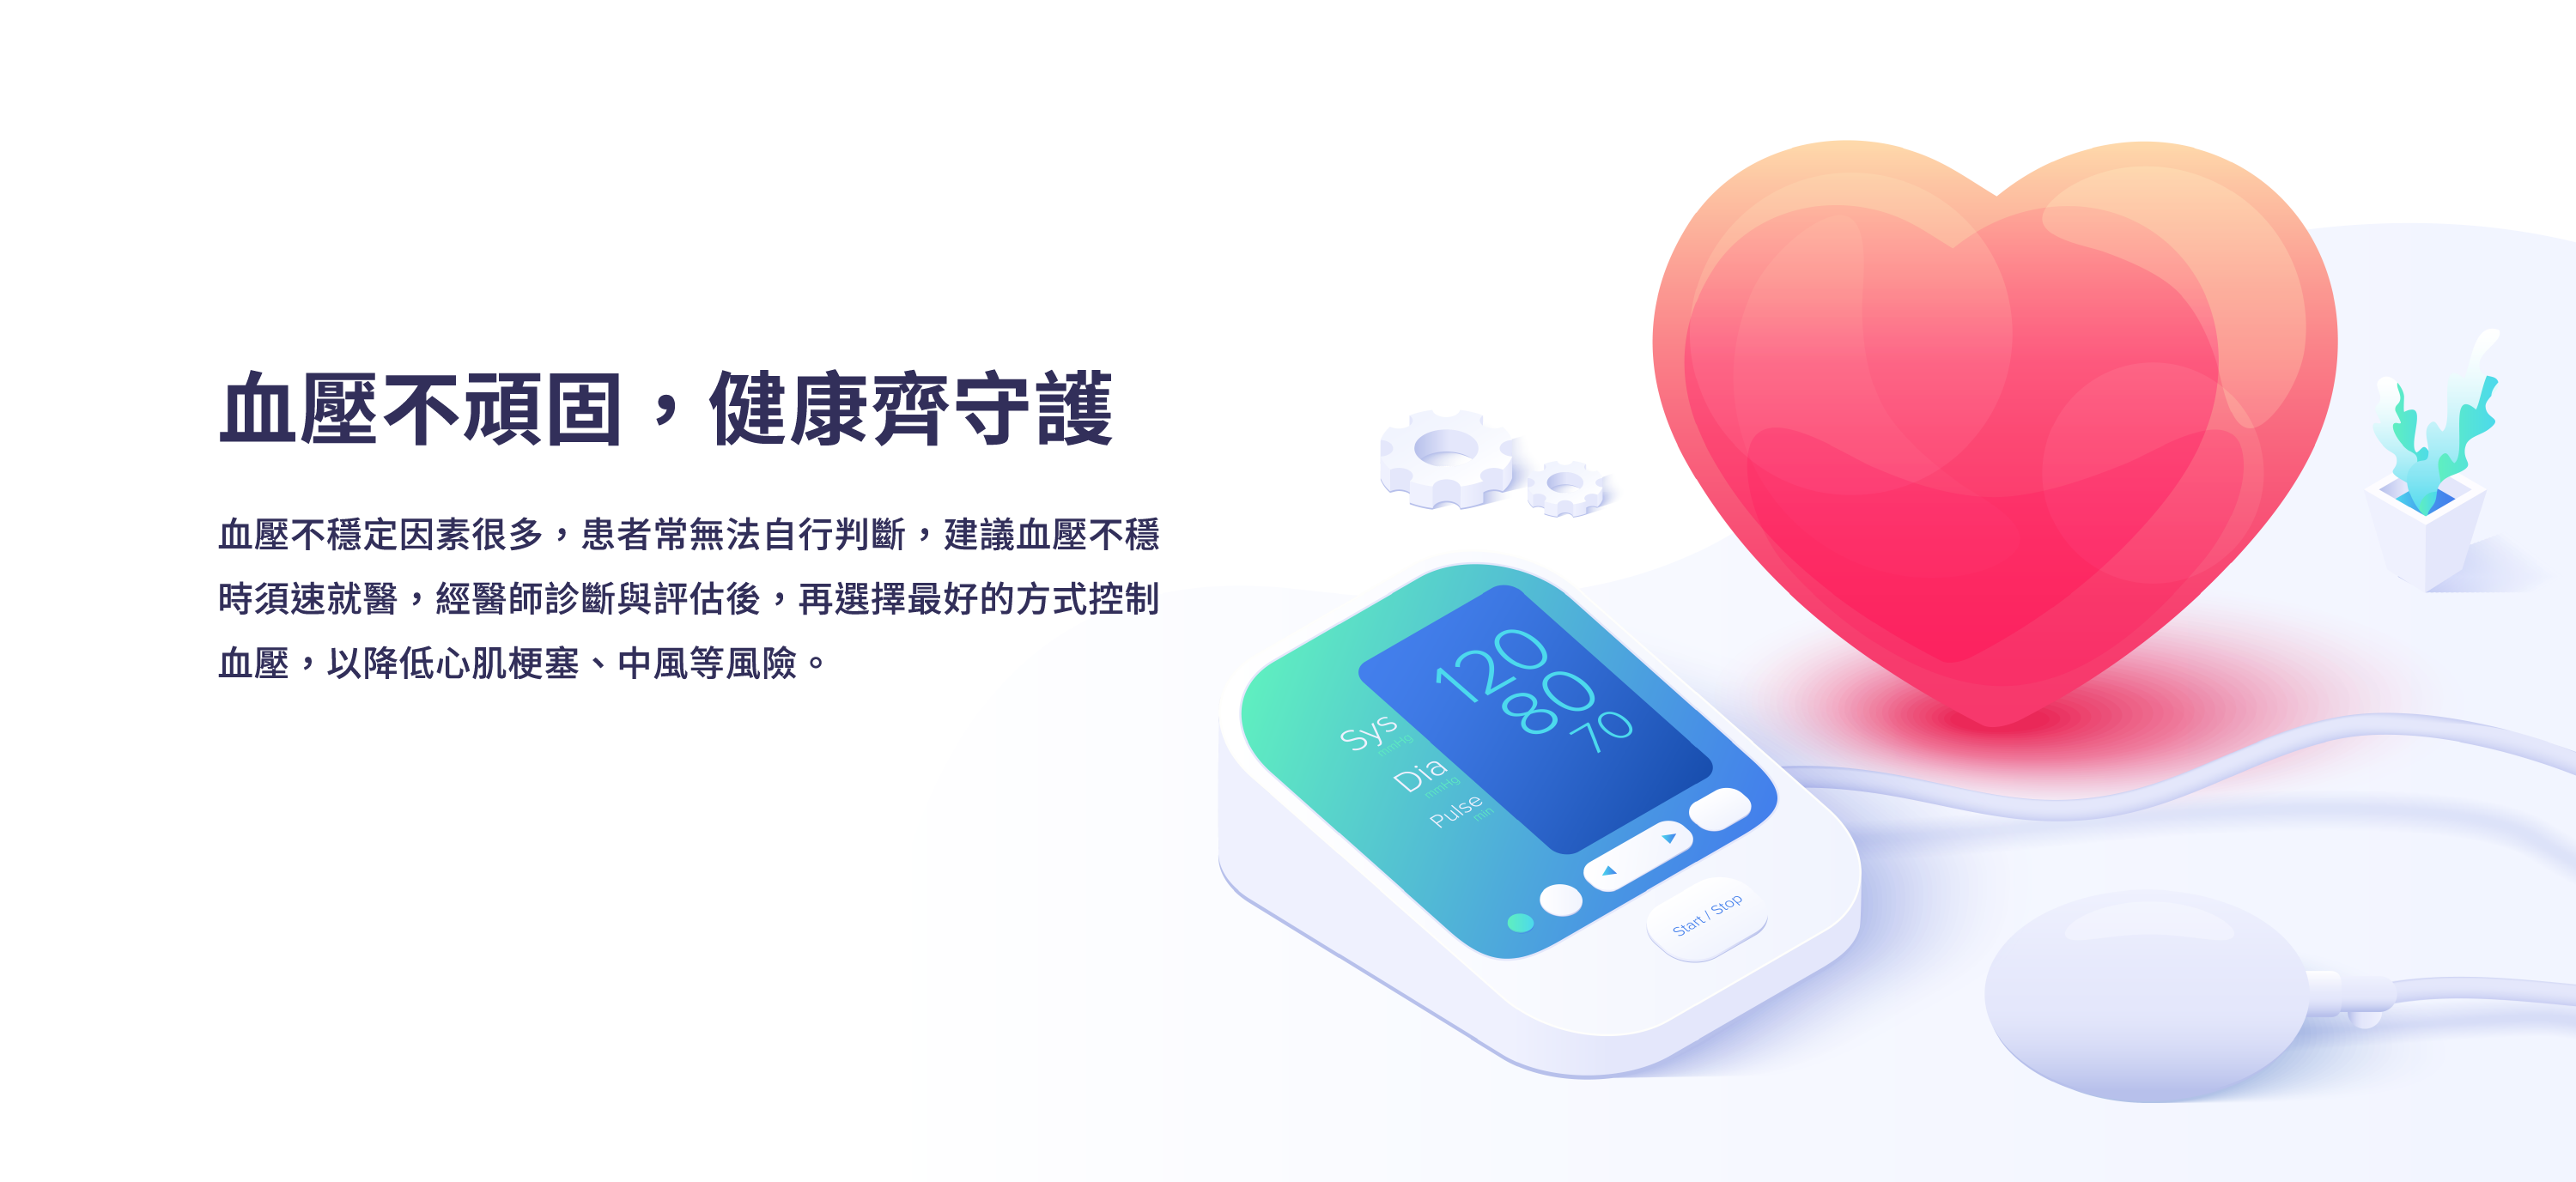 血壓不頑固，健康齊守護
血壓不穩定因素很多，患者常無法自行判斷，建議血壓不穩
時須速就醫，經醫師診斷與評估後，再選擇最好的方式控制
血壓，以降低心肌梗塞、中風等風險。
120
80
70
Sys
mmHg
Dia
mmHg
Pulse
min
Start / Stop